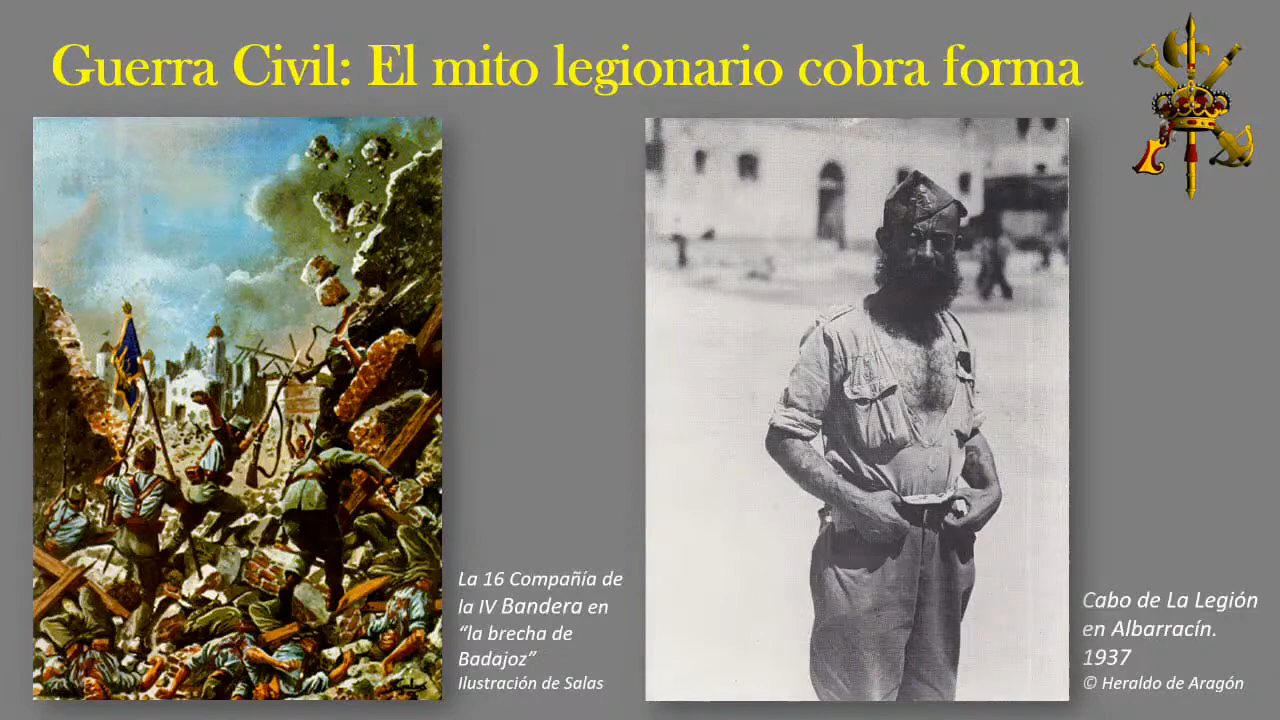 Guerra Civil: El mito legionario cobra forma
La 16 Compañía de
la IV Bandera en
“la brecha de
Badajoz”
Ilustración de Salas
Cabo de La Legión
en Albarracín.
1937
© Heraldo de Aragón